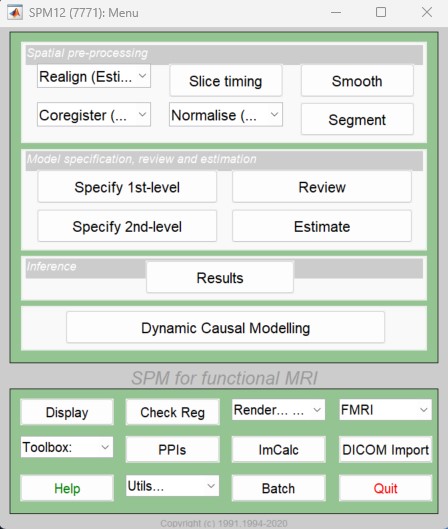 SPM12 (7771): Menu
Spatial pre-processing
Realign (Esti... Slice timing Smooth
Coregister (... Normalise (... Segment
Model specification, review and estimation
Specify 1st-level Review
Specify 2nd-level Estimate
Inference
Results
Dynamic Causal Modelling
SPM for functional MRI
Display Check Reg Render... ... FMRI
Toolbox: PPIs ImCalc DICOM Import
Help Utils... Batch Quit
Copyright (c) 1991,1994-2020